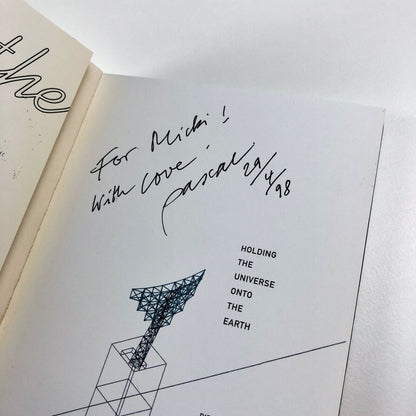 the
For Micki!
With love.
Pascal 29/4/98
HOLDING
THE
UNIVERSE
ONTO
THE
EARTH